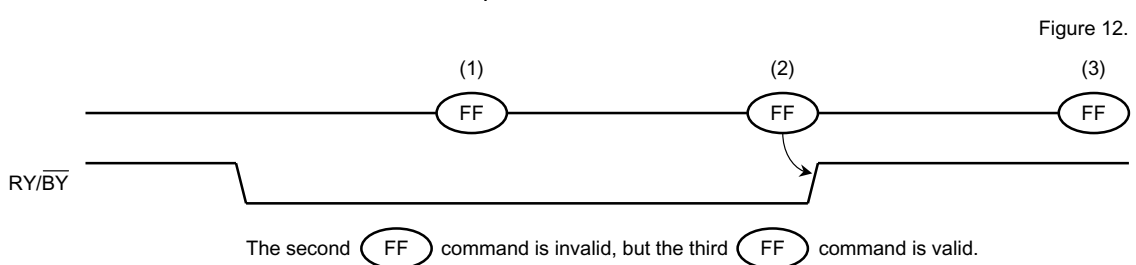 Figure 12.
(1) (2) (3)
FF FF FF
RY/B̅Y̅
The second FF command is invalid, but the third FF command is valid.